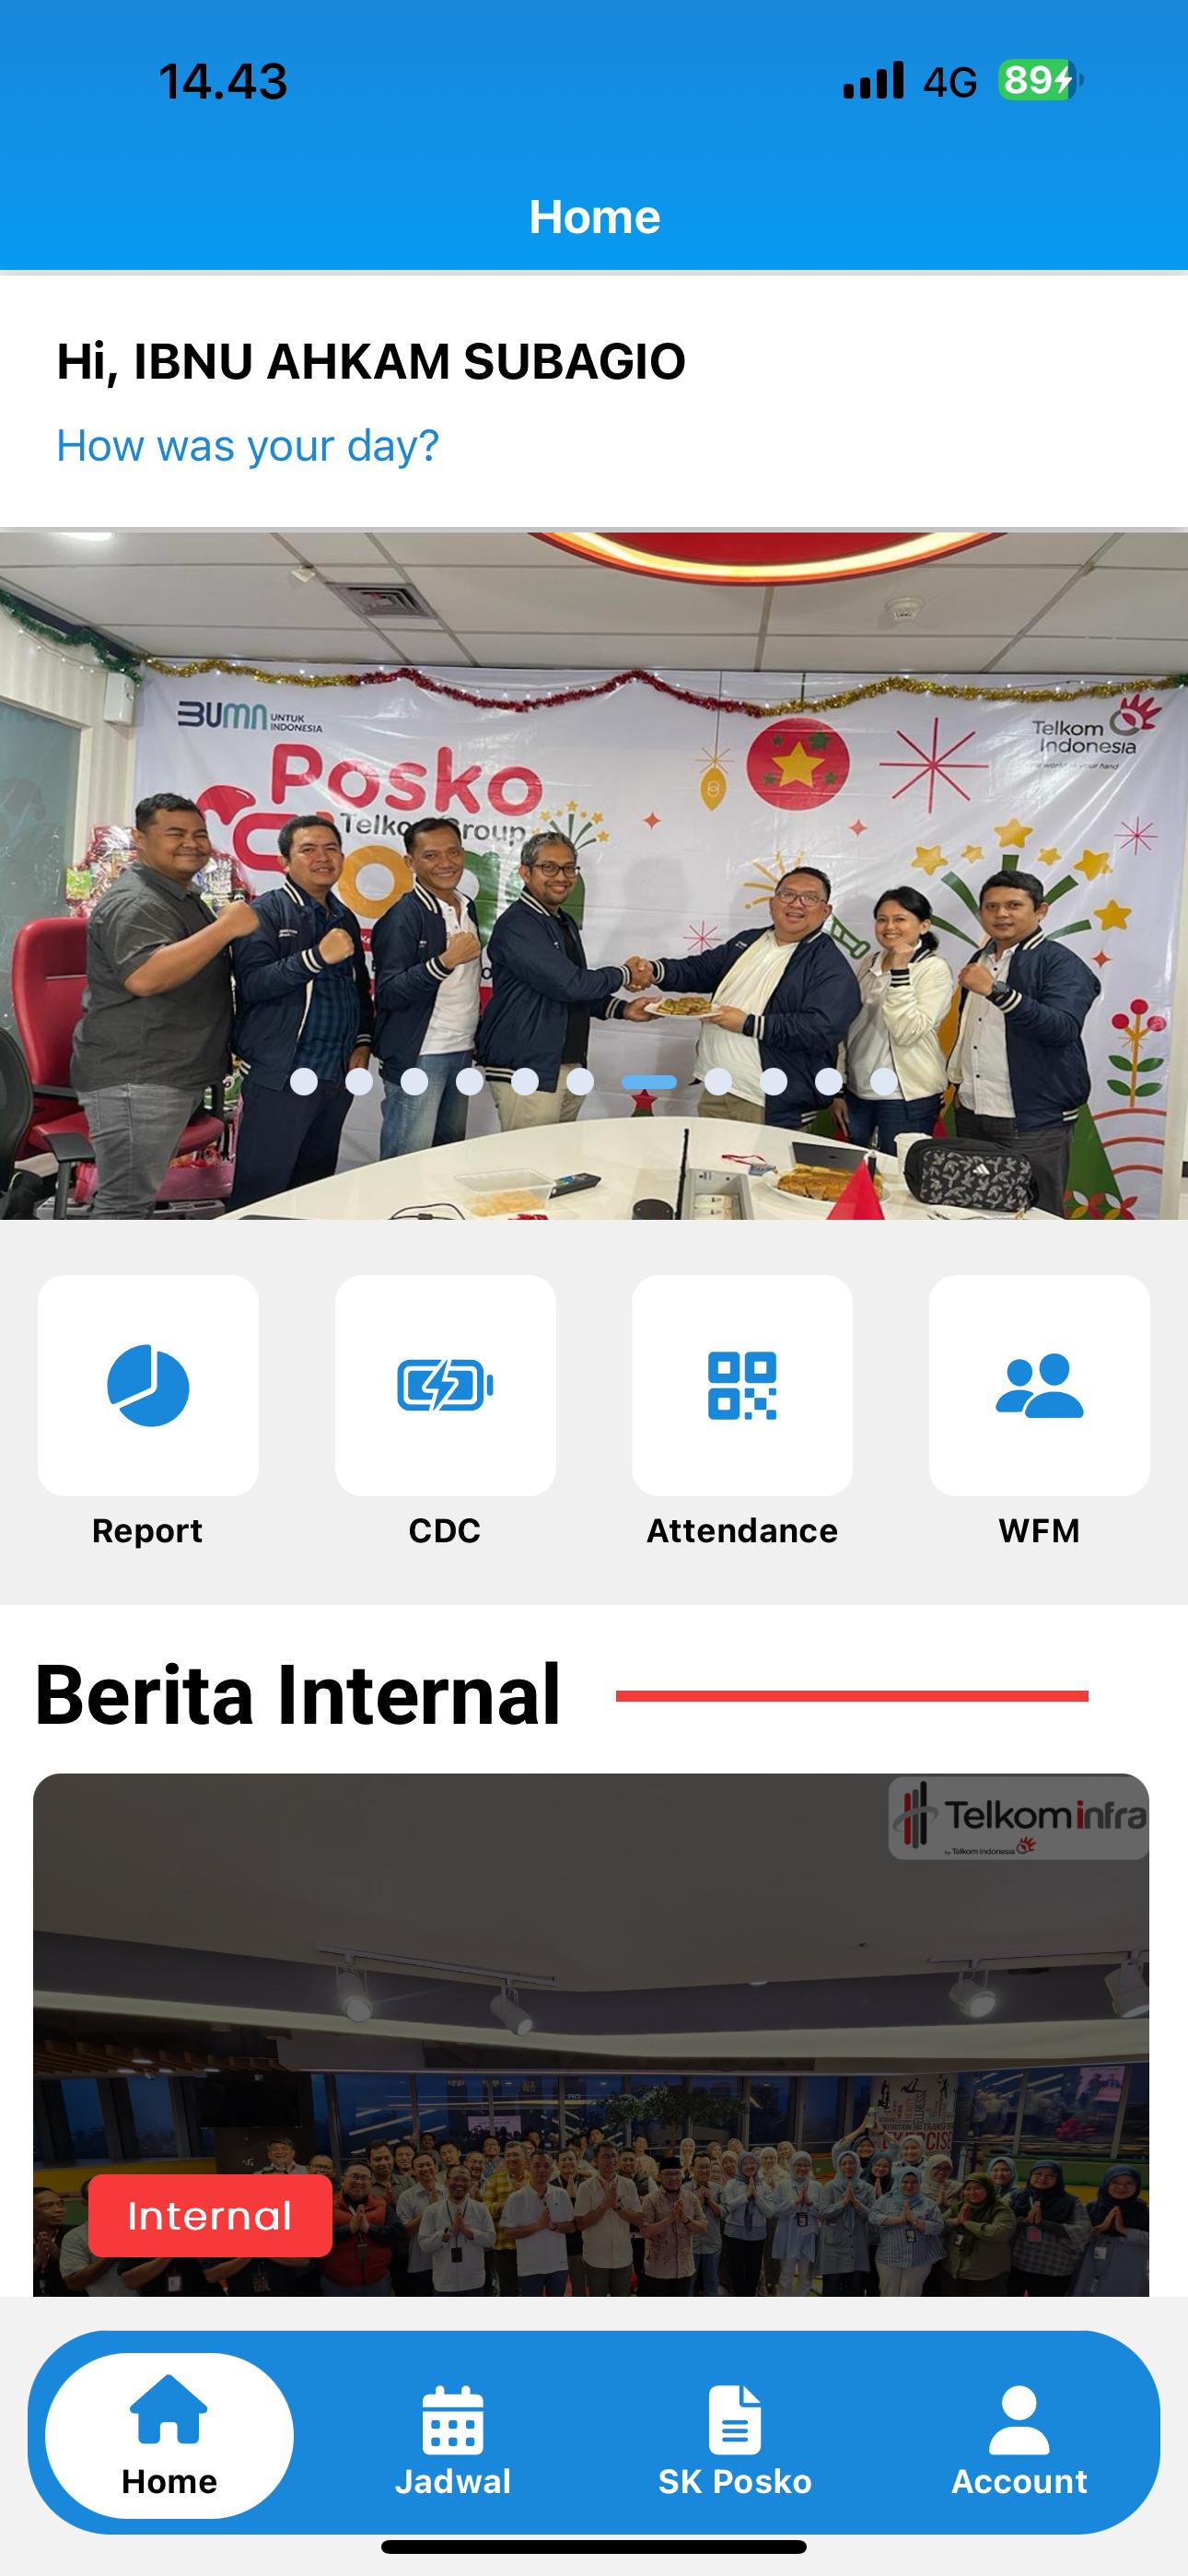 14.43
4G
89
Home
Hi, IBNU AHKAM SUBAGIO
How was your day?
BUMN UNTUK INDONESIA
Telkom Indonesia
Posko
Telkom Group
Report
CDC
Attendance
WFM
Berita Internal
Telkominfra
by Telkom Indonesia
Internal
Home
Jadwal
SK Posko
Account